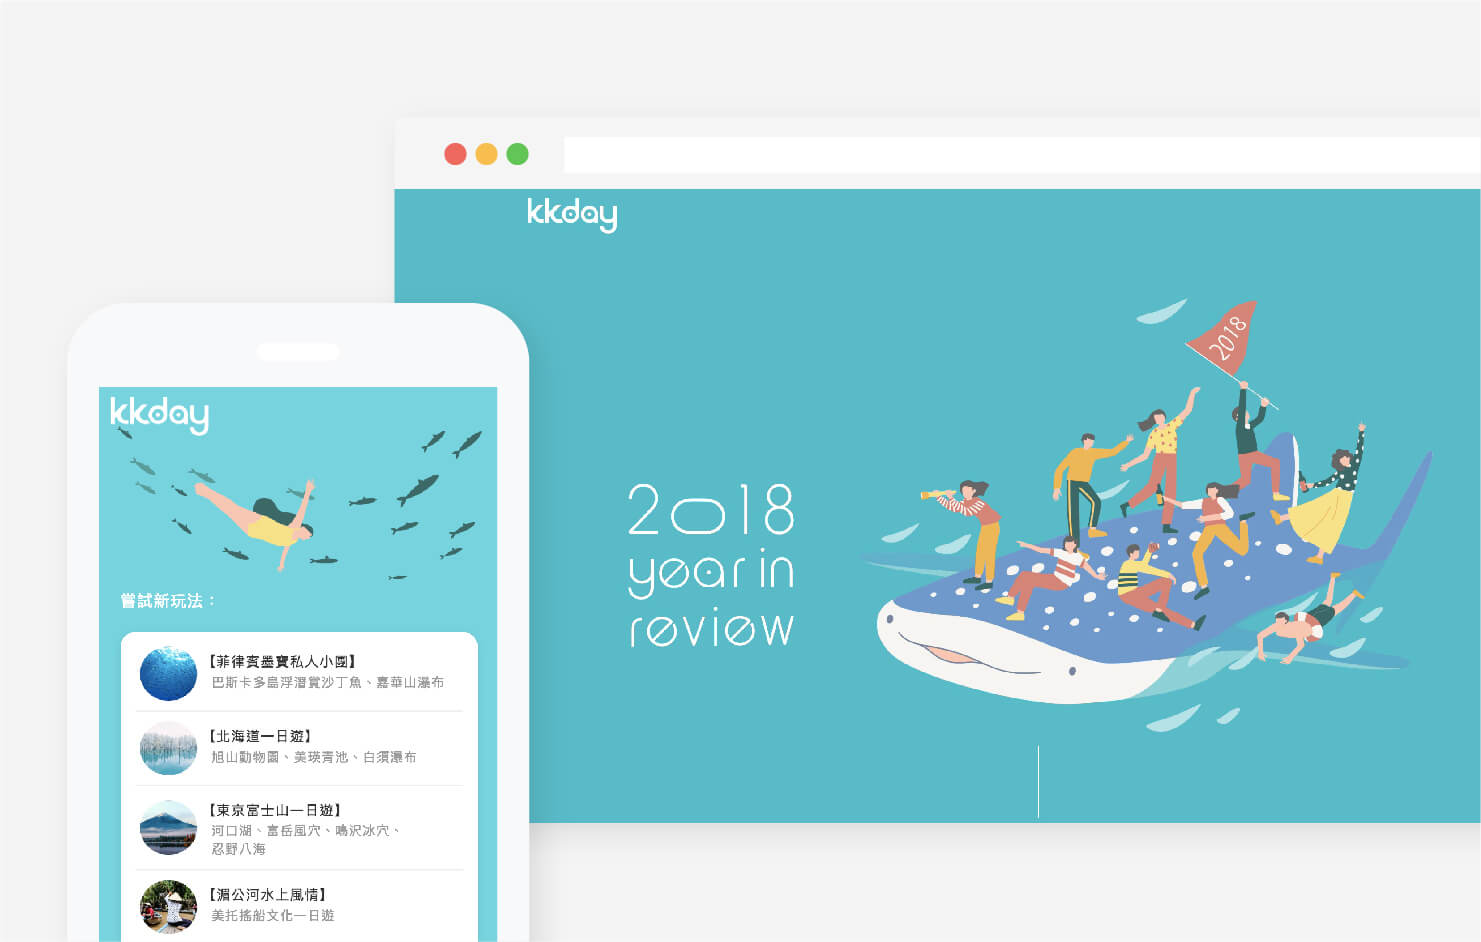 kkday
2018
2018
year in
review
kkday
嘗試新玩法：
【菲律賓墨寶私人小團】
巴斯卡多島浮潛賞沙丁魚、嘉華山瀑布
【北海道一日遊】
旭山動物園、美瑛青池、白須瀑布
【東京富士山一日遊】
河口湖、富岳風穴、鳴沢冰穴、
忍野八海
【湄公河水上風情】
美托搖船文化一日遊